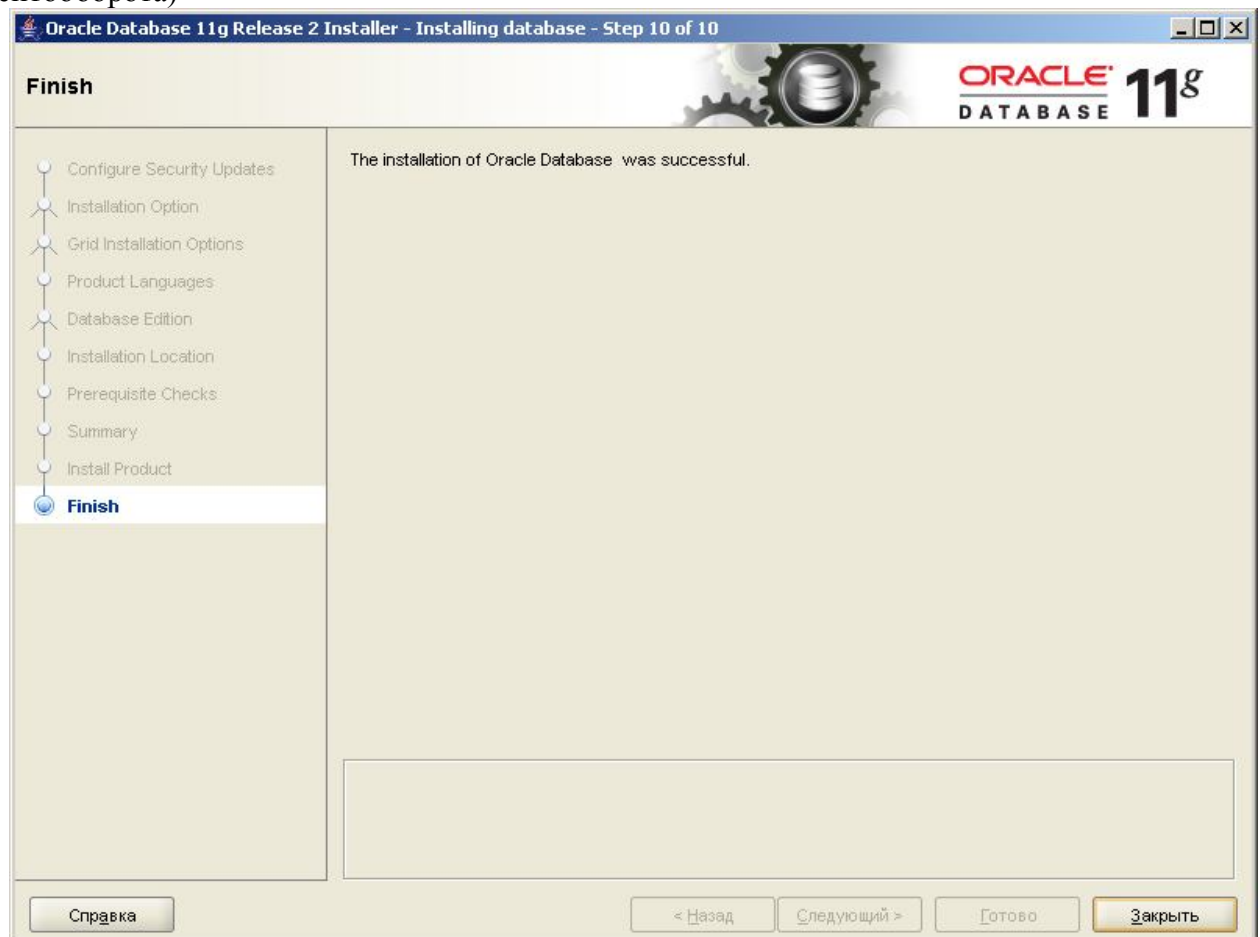 Oracle Database 11g Release 2 Installer - Installing database - Step 10 of 10
Finish
ORACLE 11g
DATABASE
Configure Security Updates
Installation Option
Grid Installation Options
Product Languages
Database Edition
Installation Location
Prerequisite Checks
Summary
Install Product
Finish
The installation of Oracle Database was successful.
Справка
< Назад
Следующий >
Готово
Закрыть